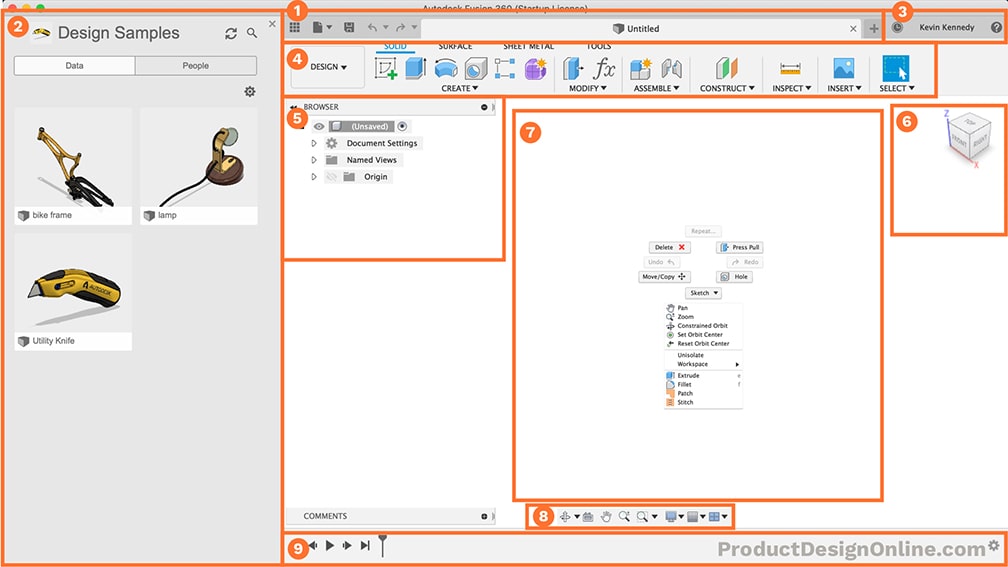 Autodesk Fusion 360 (Startup License)
1
2
Design Samples
Data
People
bike frame
lamp
AUTODESK
Utility Knife
Untitled
3
Kevin Kennedy
4
SOLID
SURFACE
SHEET METAL
TOOLS
DESIGN
CREATE
MODIFY
ASSEMBLE
CONSTRUCT
INSPECT
INSERT
SELECT
5
BROWSER
(Unsaved)
Document Settings
Named Views
Origin
6
Z
TOP
FRONT
RIGHT
X
7
Repeat...
Delete
Press Pull
Undo
Redo
Move/Copy
Hole
Sketch
Pan
Zoom
Constrained Orbit
Set Orbit Center
Reset Orbit Center
Unisolate
Workspace
Extrude e
Fillet f
Patch
Stitch
COMMENTS
8
9
ProductDesignOnline.com